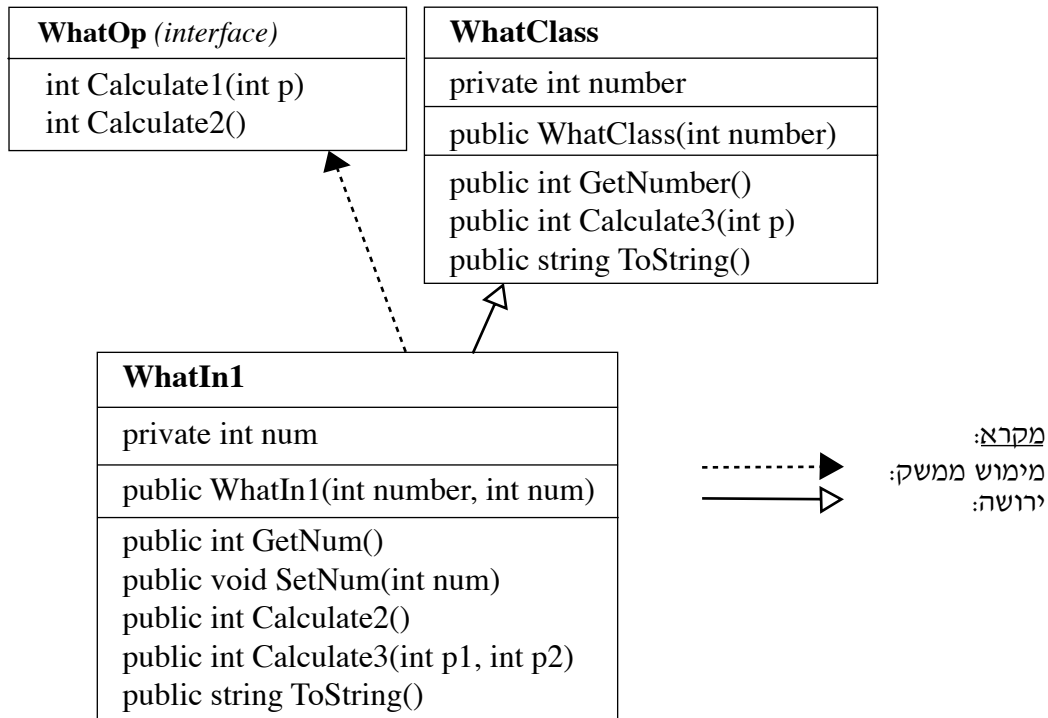 WhatOp (interface)
int Calculate1(int p)
int Calculate2()
WhatClass
private int number
public WhatClass(int number)
public int GetNumber()
public int Calculate3(int p)
public string ToString()
WhatIn1
private int num
public WhatIn1(int number, int num)
public int GetNum()
public void SetNum(int num)
public int Calculate2()
public int Calculate3(int p1, int p2)
public string ToString()
מקרא:
מימוש ממשק:
ירושה: